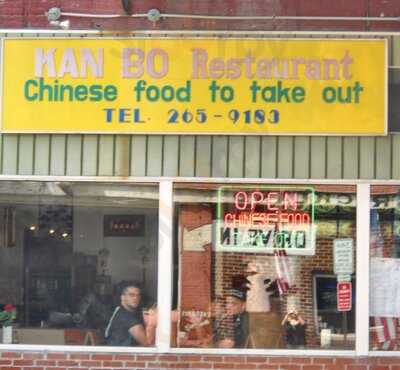 KAN BO Restaurant
Chinese food to take out
TEL. 265-9183
OPEN
CHINESE FOOD